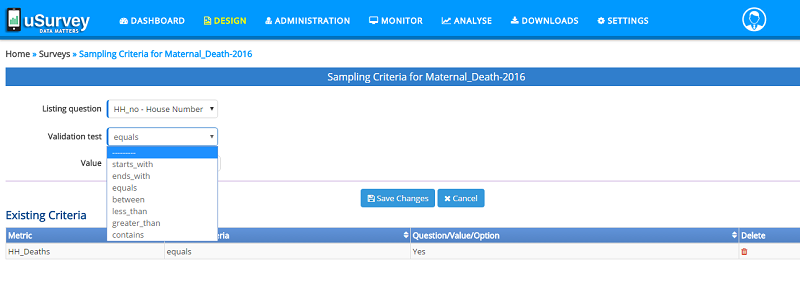 uSurvey
DATA MATTERS
DASHBOARD DESIGN ADMINISTRATION MONITOR ANALYSE DOWNLOADS SETTINGS
Home » Surveys » Sampling Criteria for Maternal_Death-2016
Sampling Criteria for Maternal_Death-2016
Listing question HH_no - House Number
Validation test equals
---------
Value
starts_with
ends_with
equals
between
less_than
greater_than
contains
Save Changes Cancel
Existing Criteria
Metric Question/Value/Option Delete
HH_Deaths equals Yes